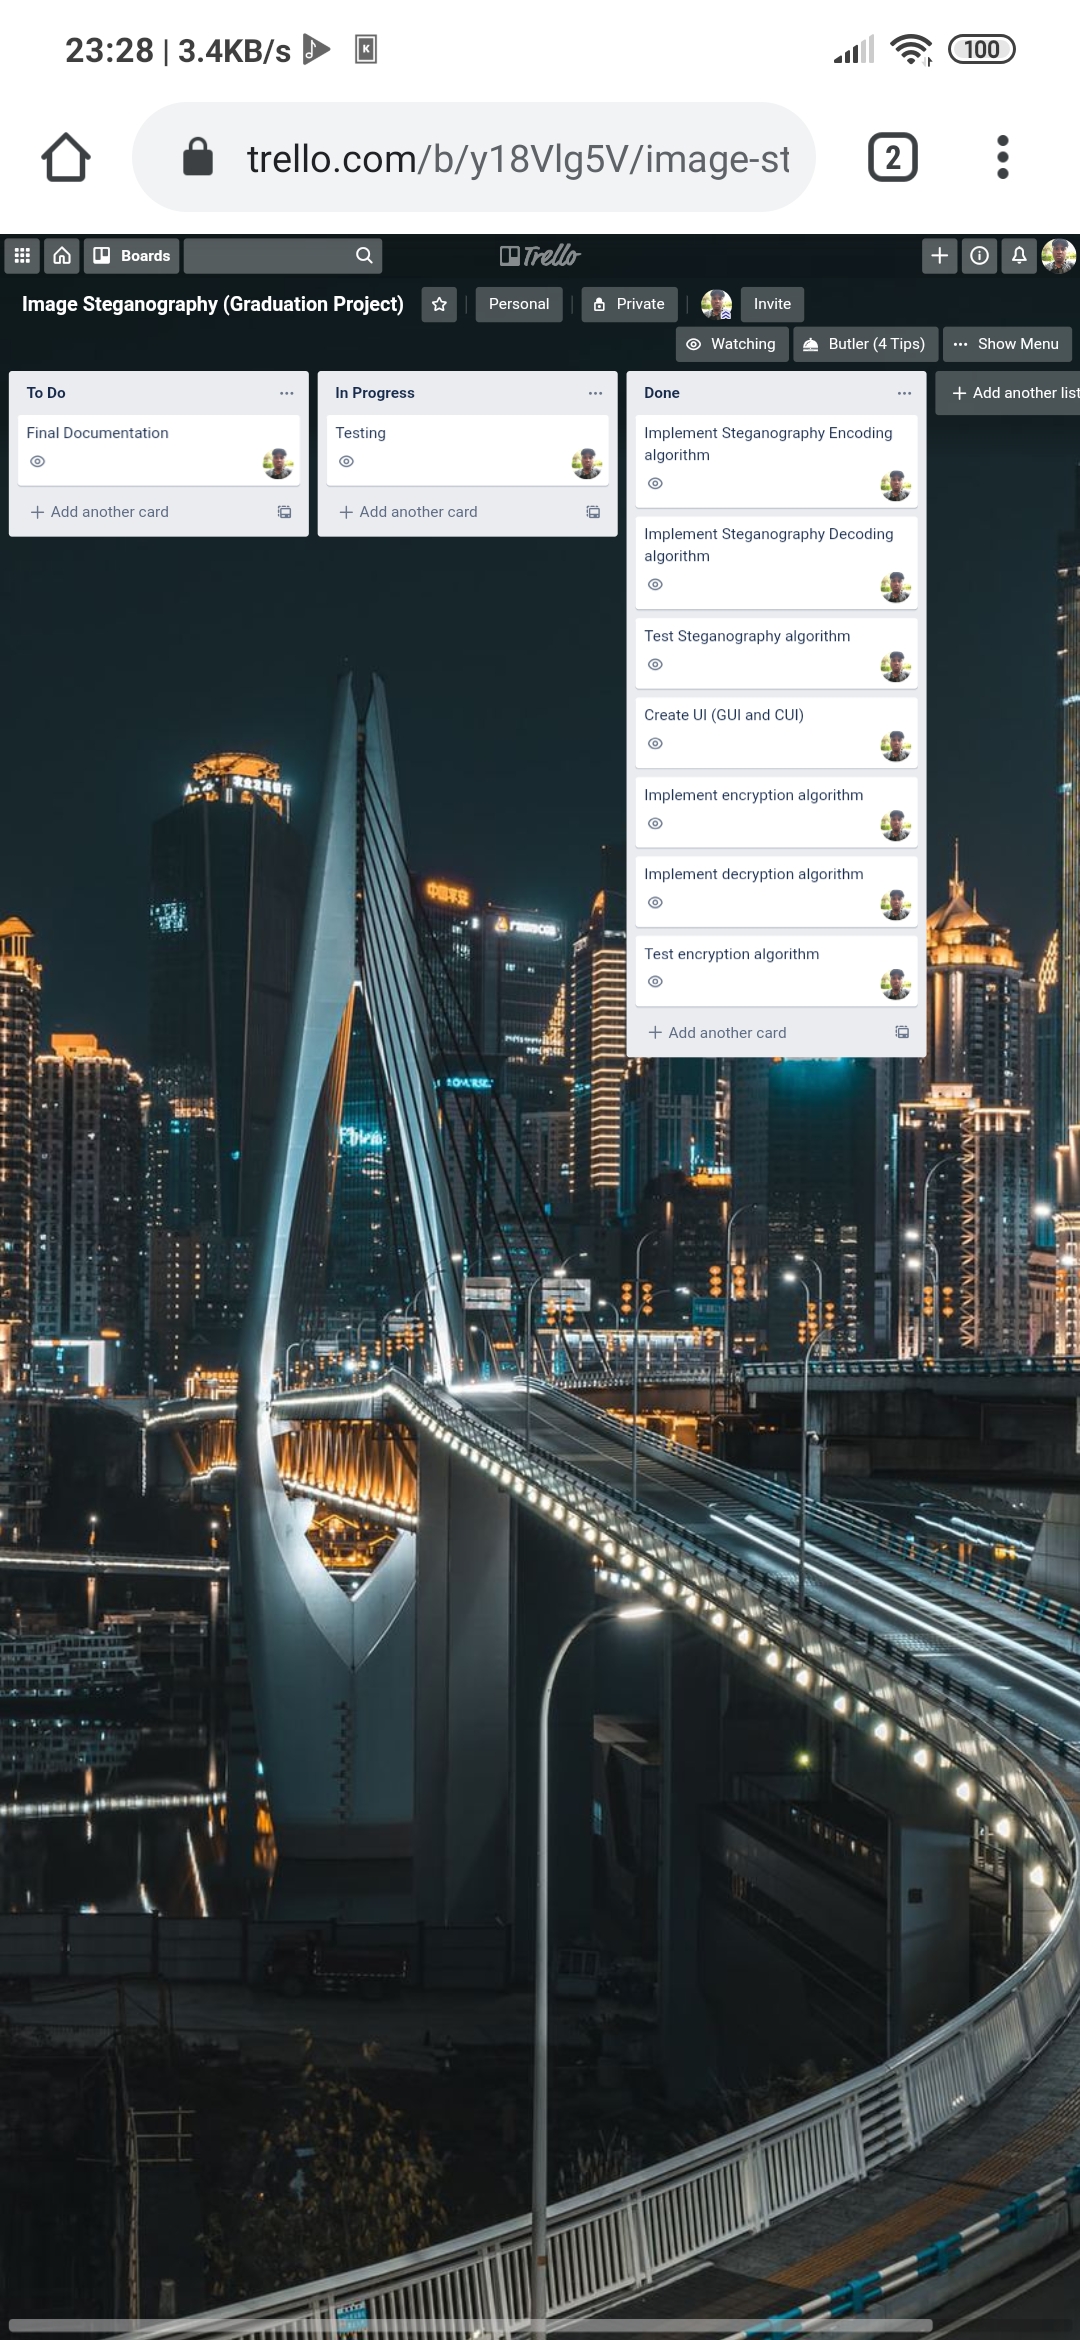 23:28 | 3.4KB/s
100
trello.com/b/y18Vlg5V/image-st
2
Boards
Trello
Image Steganography (Graduation Project)
Personal
Private
Invite
Watching
Butler (4 Tips)
Show Menu
To Do
Final Documentation
Add another card
In Progress
Testing
Add another card
Done
Implement Steganography Encoding
algorithm
Implement Steganography Decoding
algorithm
Test Steganography algorithm
Create UI (GUI and CUI)
Implement encryption algorithm
Implement decryption algorithm
Test encryption algorithm
Add another card
Add another list